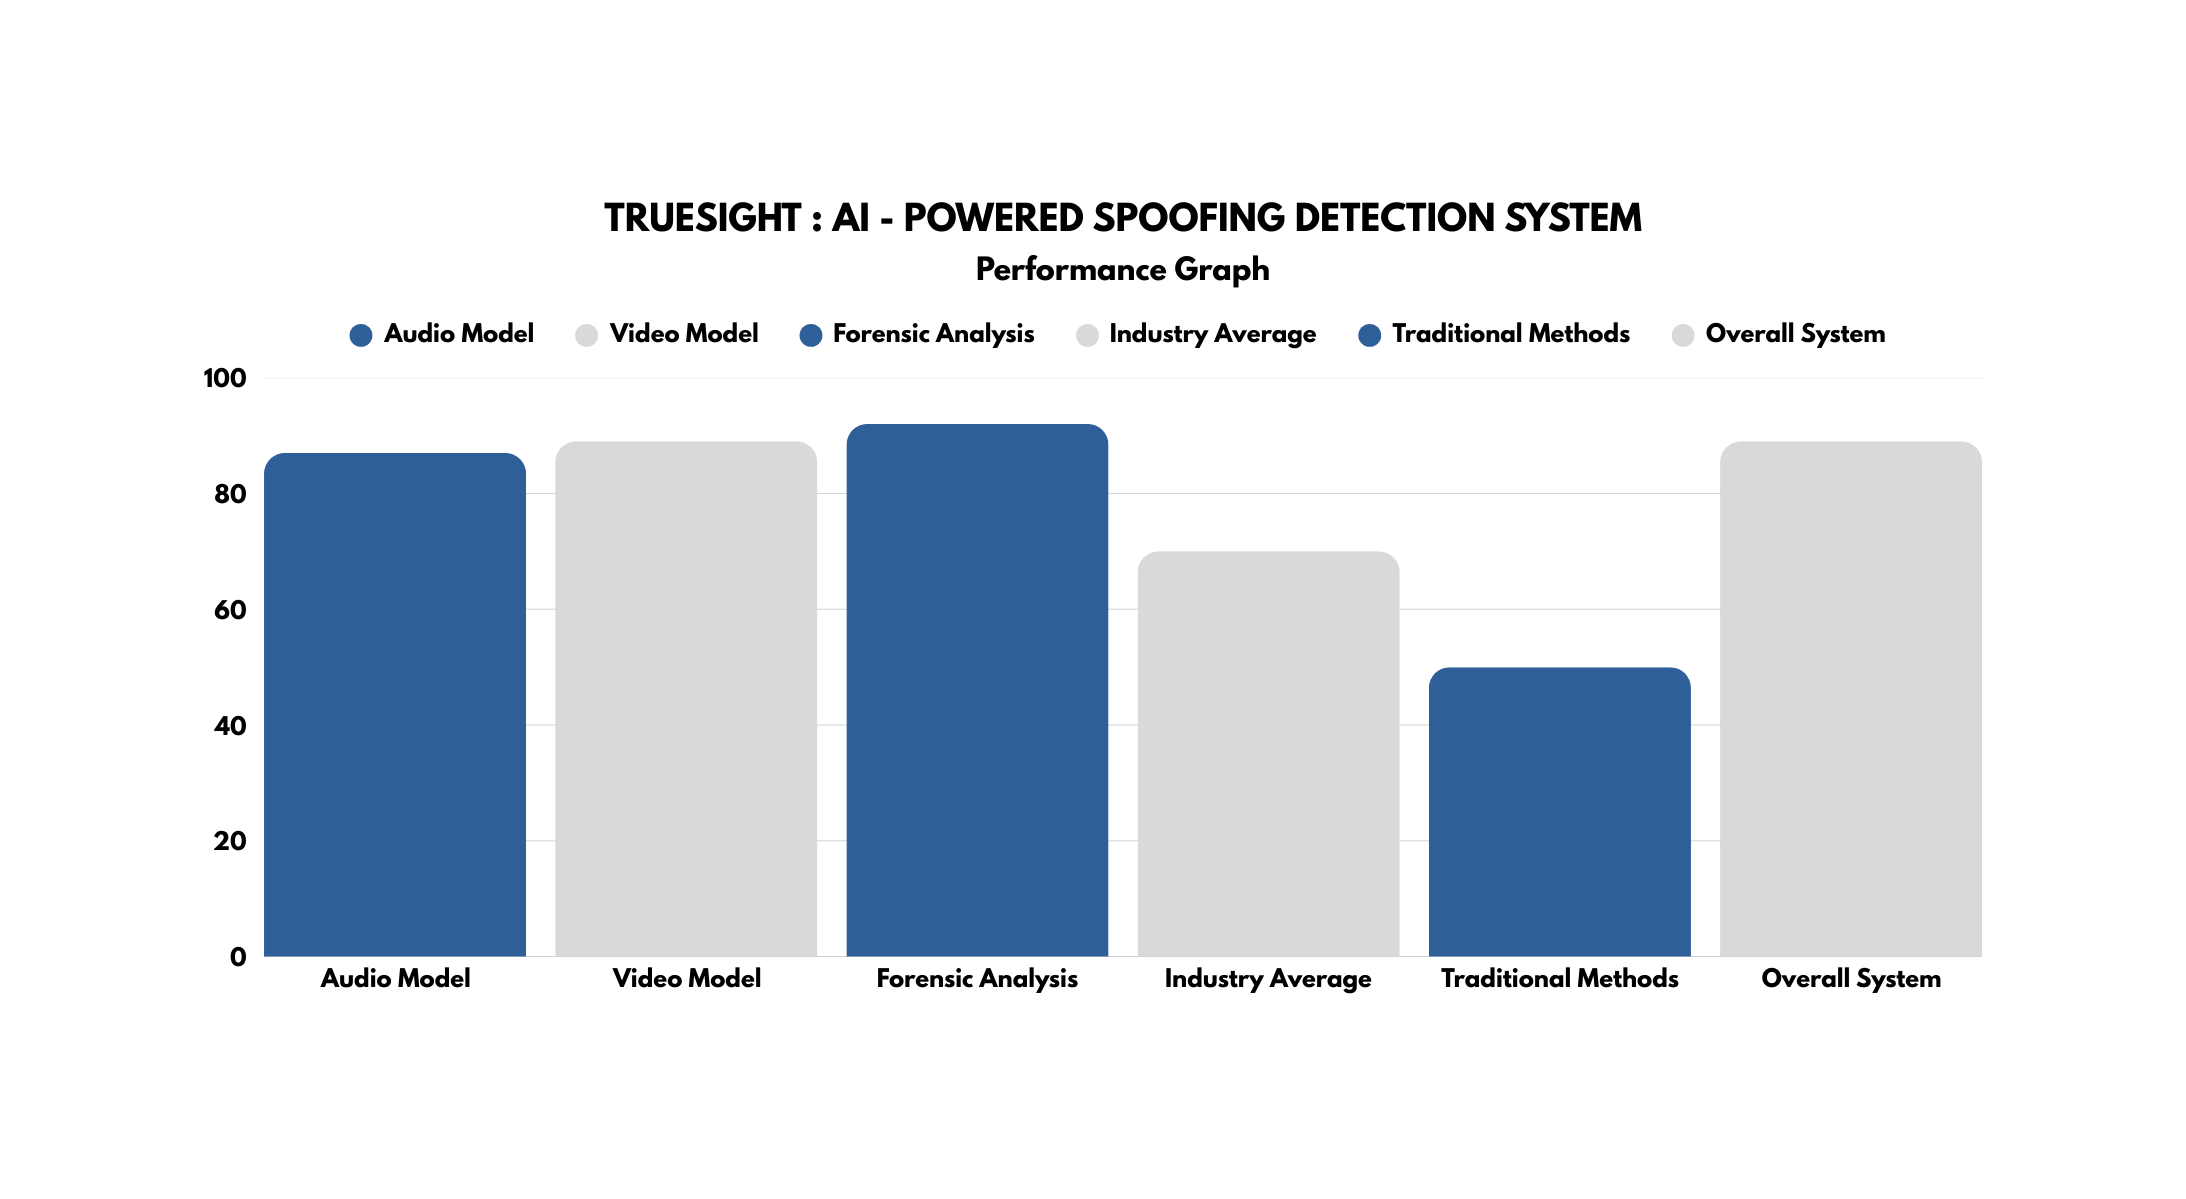 TRUESIGHT : AI - POWERED SPOOFING DETECTION SYSTEM
Performance Graph
Audio Model Video Model Forensic Analysis Industry Average Traditional Methods Overall System
100
80
60
40
20
0
Audio Model Video Model Forensic Analysis Industry Average Traditional Methods Overall System